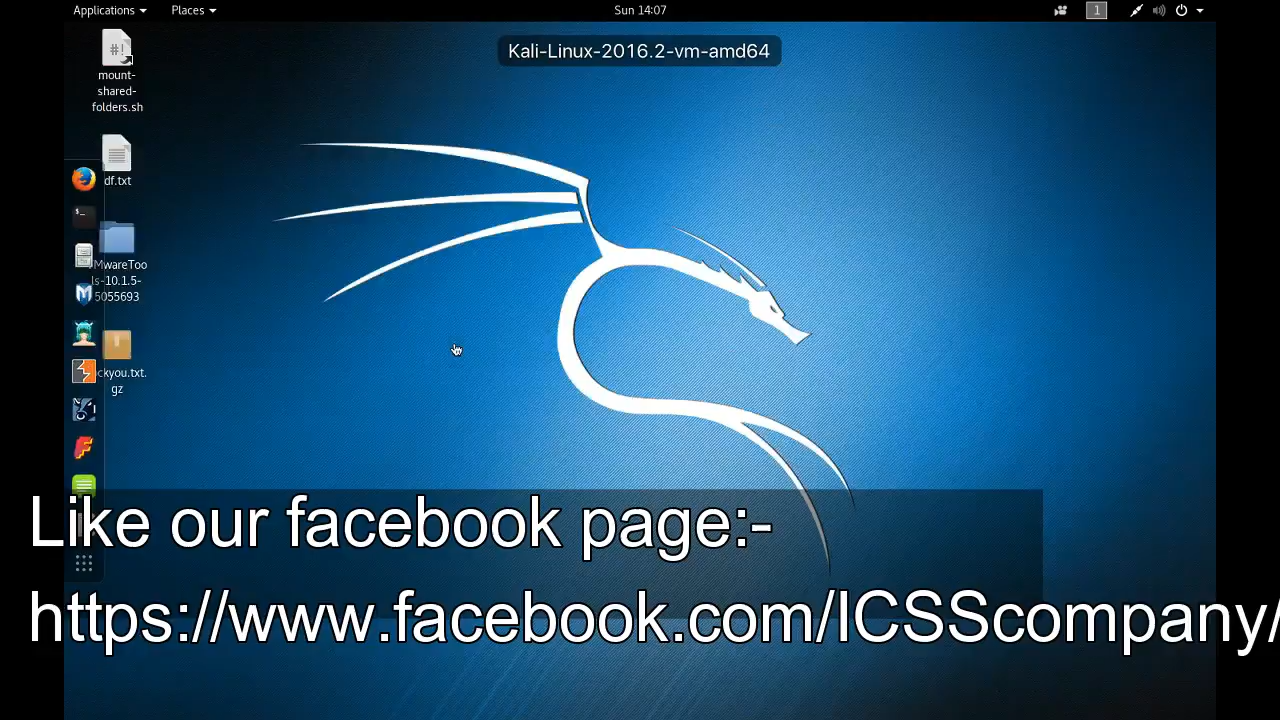 Applications
Places
Sun 14:07
1
Kali-Linux-2016.2-vm-amd64
mount-
shared-
folders.sh
df.txt
MwareToo
ls-10.1.5-
5055693
ckyou.txt.
gz
Like our facebook page:-
https://www.facebook.com/ICSScompany/